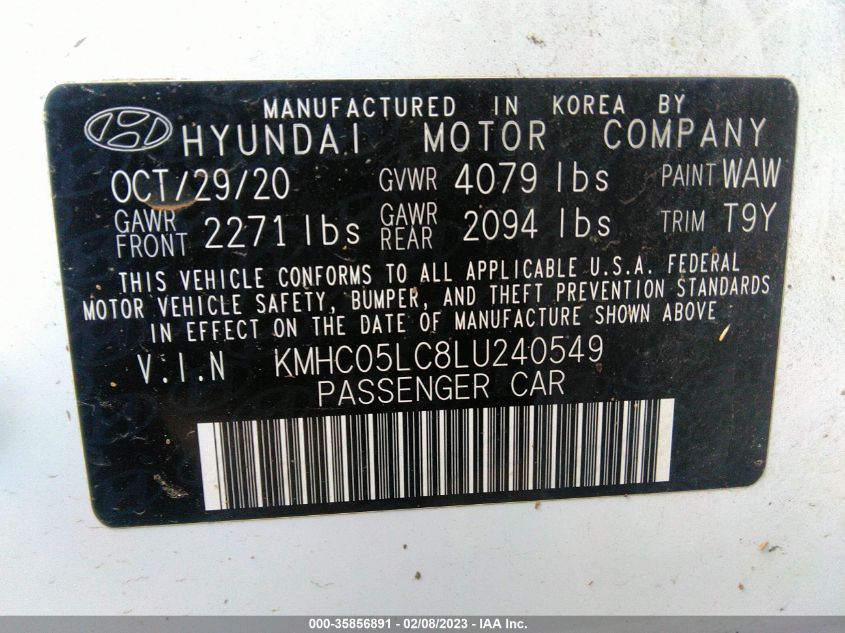 MANUFACTURED IN KOREA BY
HYUNDAI MOTOR COMPANY
OCT/29/20 GVWR 4079 lbs PAINT WAW
GAWR FRONT 2271 lbs GAWR REAR 2094 lbs TRIM T9Y
THIS VEHICLE CONFORMS TO ALL APPLICABLE U.S.A. FEDERAL
MOTOR VEHICLE SAFETY, BUMPER, AND THEFT PREVENTION STANDARDS
IN EFFECT ON THE DATE OF MANUFACTURE SHOWN ABOVE
V.I.N KMHC05LC8LU240549
PASSENGER CAR
000-35856891 - 02/08/2023 - IAA Inc.